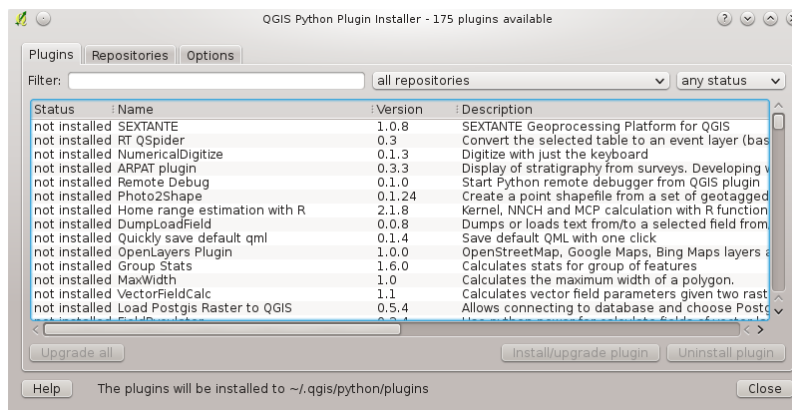 QGIS Python Plugin Installer - 175 plugins available
Plugins Repositories Options
Filter: all repositories any status
Status Name Version Description
not installed SEXTANTE 1.0.8 SEXTANTE Geoprocessing Platform for QGIS
not installed RT QSpider 0.3 Convert the selected table to an event layer (bas
not installed NumericalDigitize 0.1.3 Digitize with just the keyboard
not installed ARPAT plugin 0.3.3 Display of stratigraphy from surveys. Developing
not installed Remote Debug 0.1.0 Start Python remote debugger from QGIS plugin
not installed Photo2Shape 0.1.24 Create a point shapefile from a set of geotagged
not installed Home range estimation with R 2.1.8 Kernel, NNCH and MCP calculation with R function
not installed DumpLoadField 0.0.8 Dumps or loads text from/to a selected field from
not installed Quickly save default qml 0.1.4 Save default QML with one click
not installed OpenLayers Plugin 1.0.0 OpenStreetMap, Google Maps, Bing Maps layers a
not installed Group Stats 1.6.0 Calculates stats for group of features
not installed MaxWidth 1.0 Calculates the maximum width of a polygon.
not installed VectorFieldCalc 1.1 Calculates vector field parameters given two rast
not installed Load Postgis Raster to QGIS 0.5.4 Allows connecting to database and choose Postg
Upgrade all Install/upgrade plugin Uninstall plugin
Help The plugins will be installed to ~/.qgis/python/plugins Close